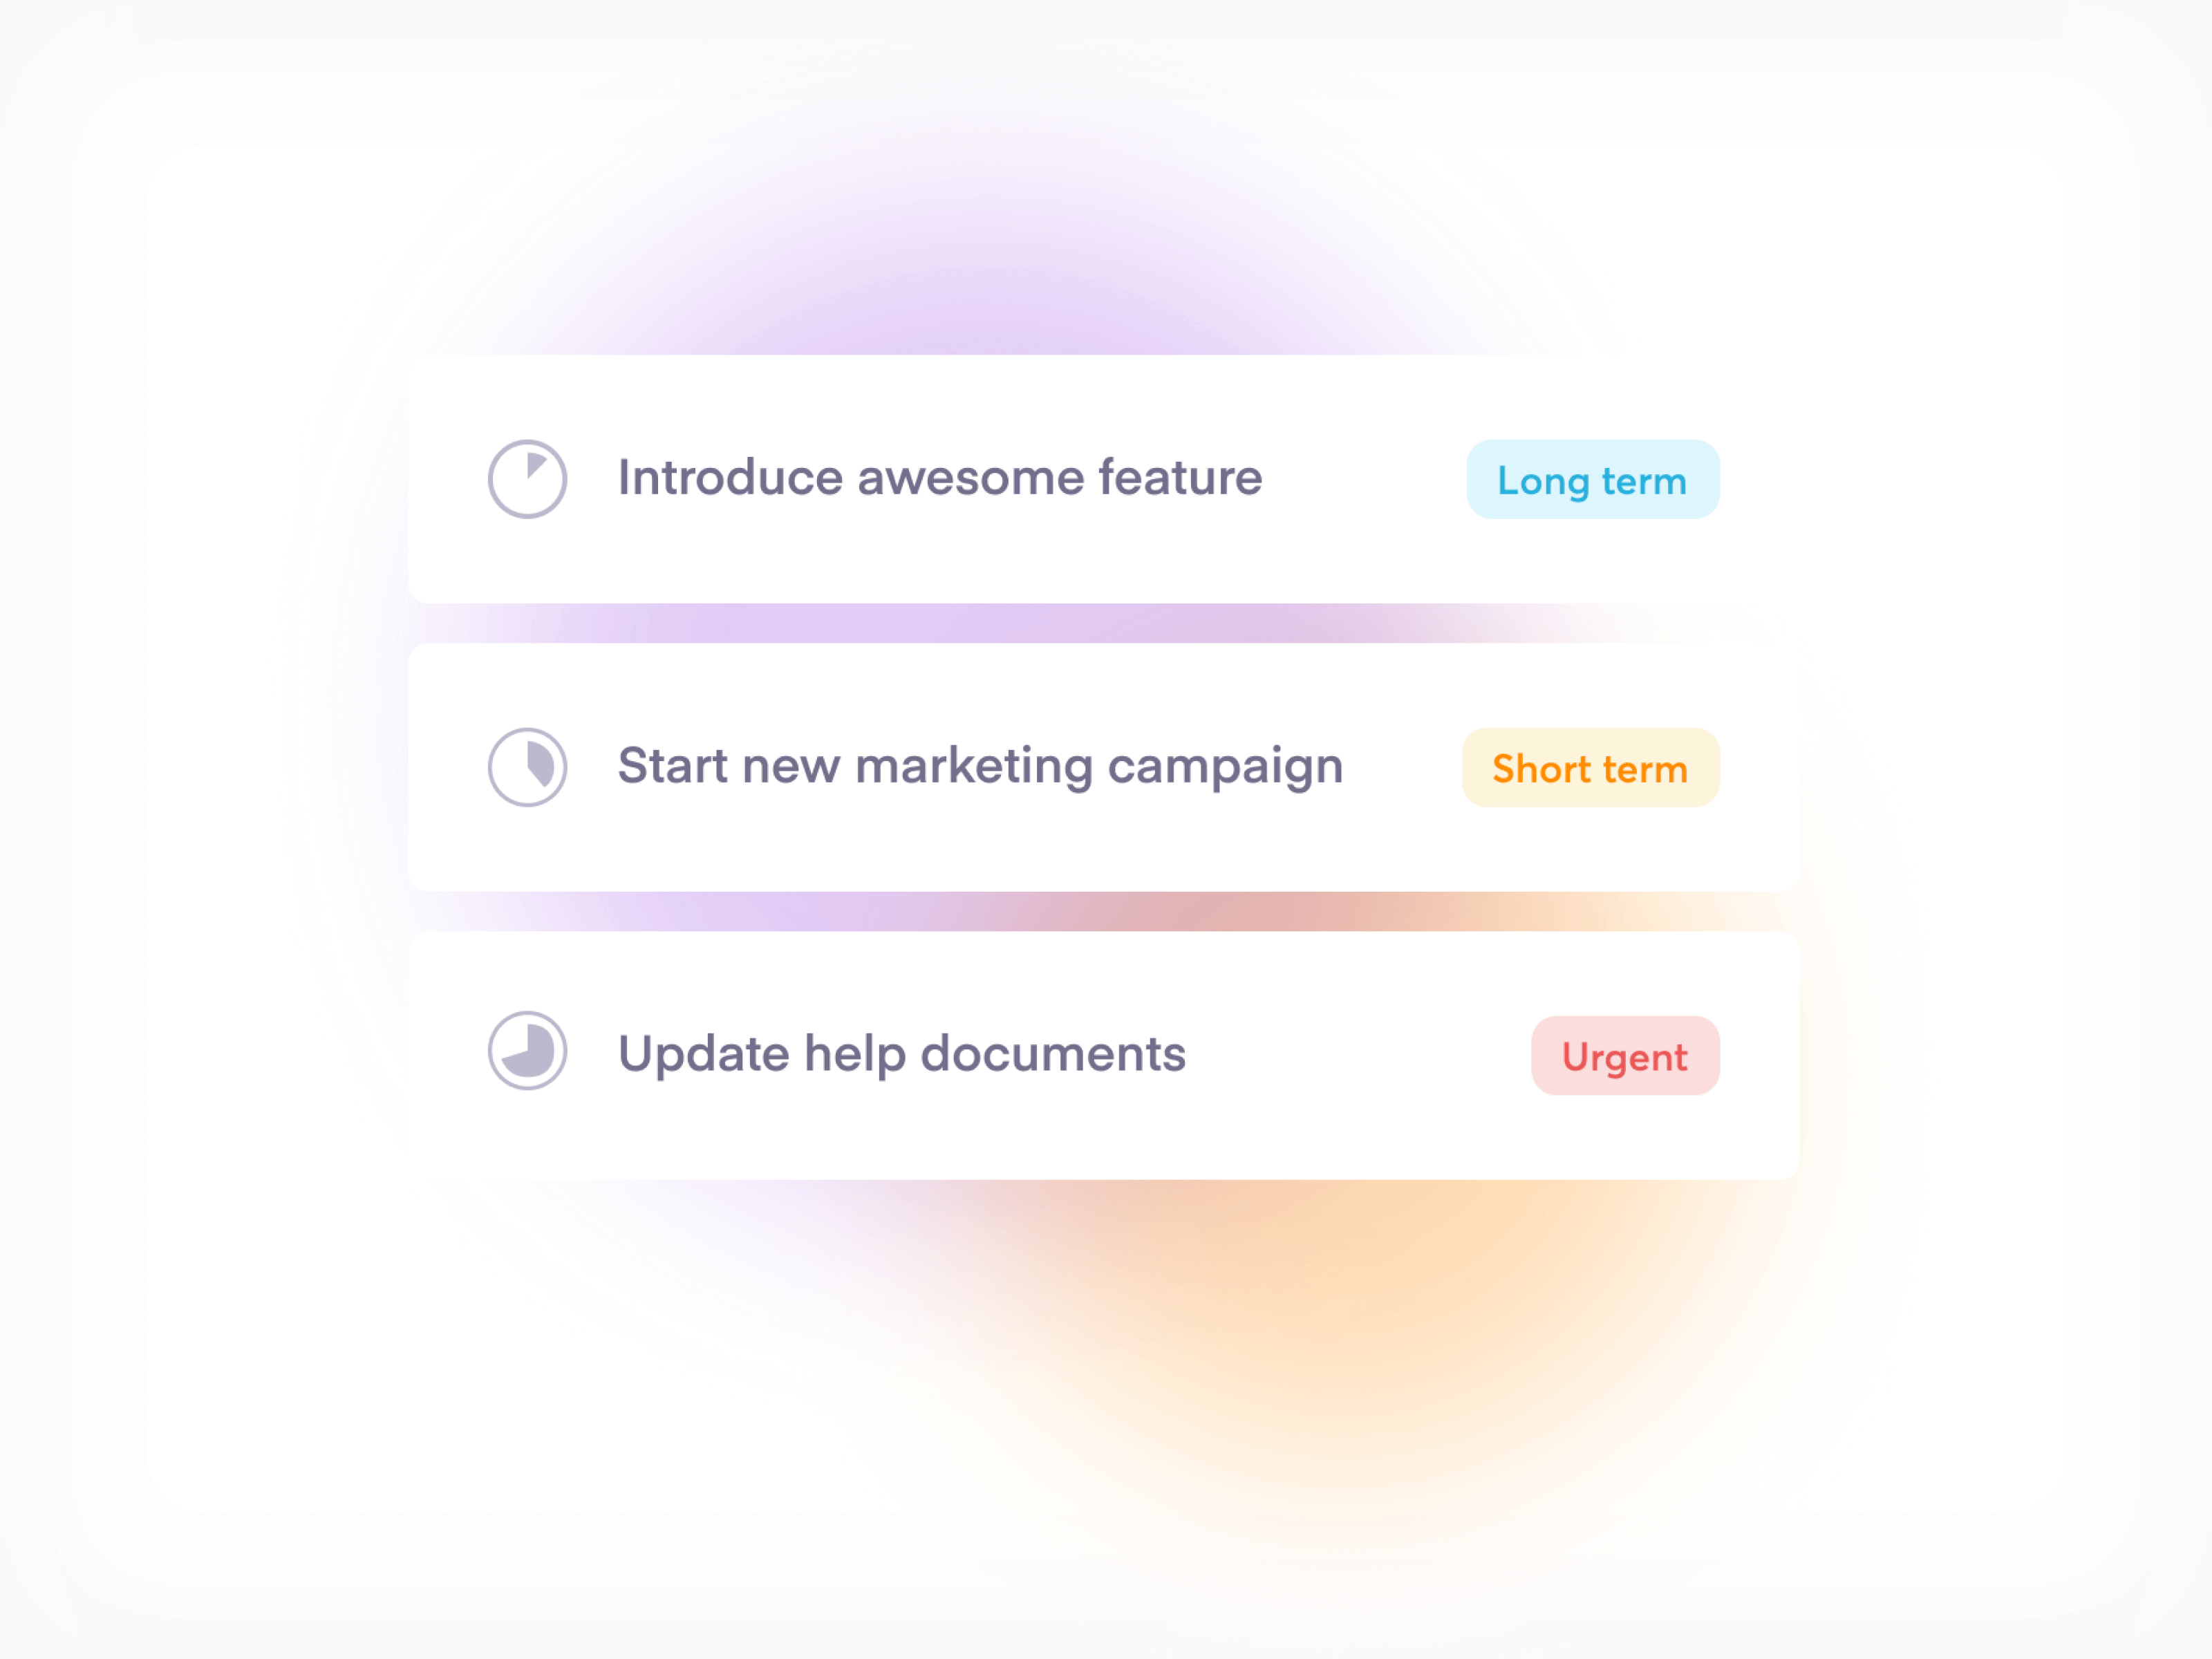 Introduce awesome feature
Long term
Start new marketing campaign
Short term
Update help documents
Urgent